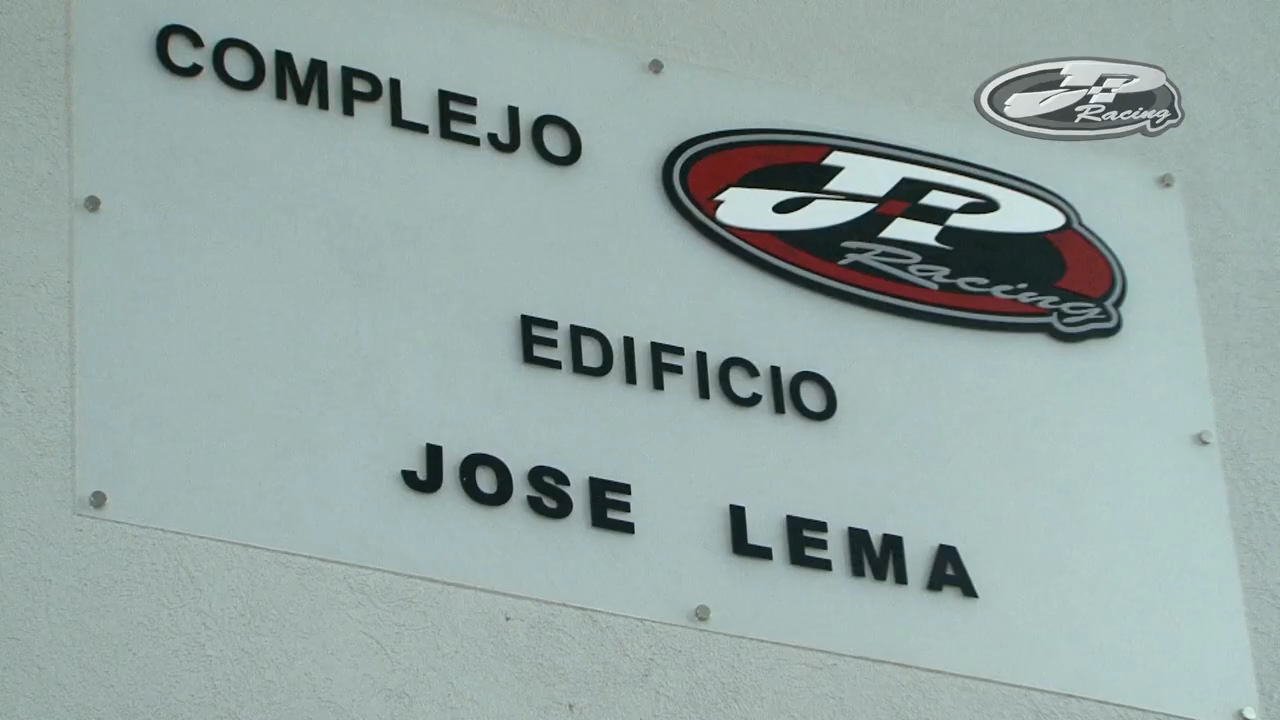 COMPLEJO
JP
Racing
JP
Racing
EDIFICIO
JOSE LEMA